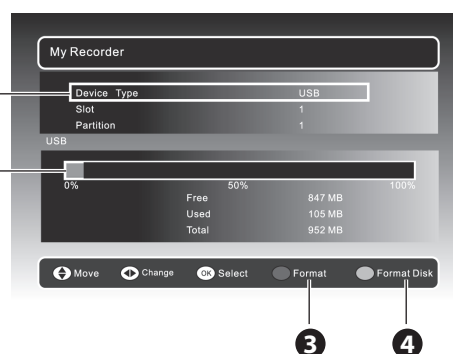 My Recorder
Device Type USB
Slot 1
Partition 1
USB
0% 50% 100%
Free 847 MB
Used 105 MB
Total 952 MB
Move Change OK Select Format Format Disk
3 4